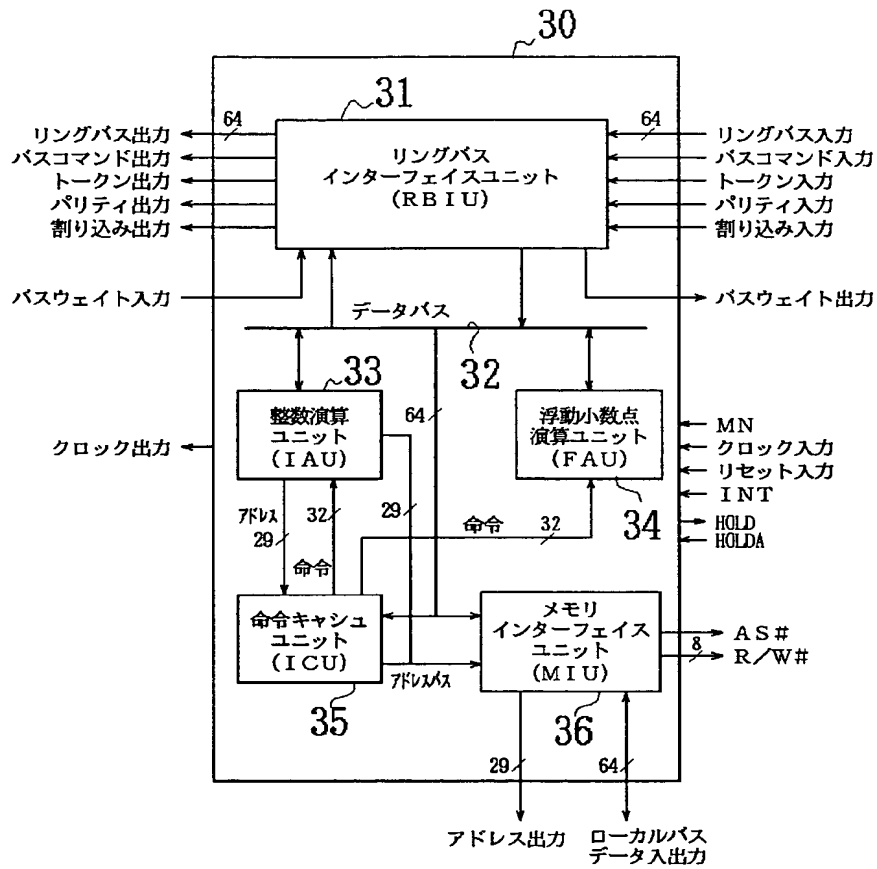 30
31
64
64
リングバス出力
バスコマンド出力
トークン出力
パリティ出力
割り込み出力
リングバス
インターフェイスユニット
(RBIU)
リングバス入力
バスコマンド入力
トークン入力
パリティ入力
割り込み入力
バスウェイト入力
バスウェイト出力
データバス
32
33
64
整数演算
ユニット
(IAU)
浮動小数点
演算ユニット
(FAU)
クロック出力
MN
クロック入力
リセット入力
INT
HOLD
HOLDA
34
アドレス
29
32
29
命令
命令
32
命令キャッシュ
ユニット
(ICU)
35
アドレスバス
メモリ
インターフェイス
ユニット
(MIU)
36
AS#
8
R/W#
29
64
アドレス出力
ローカルバス
データ入出力